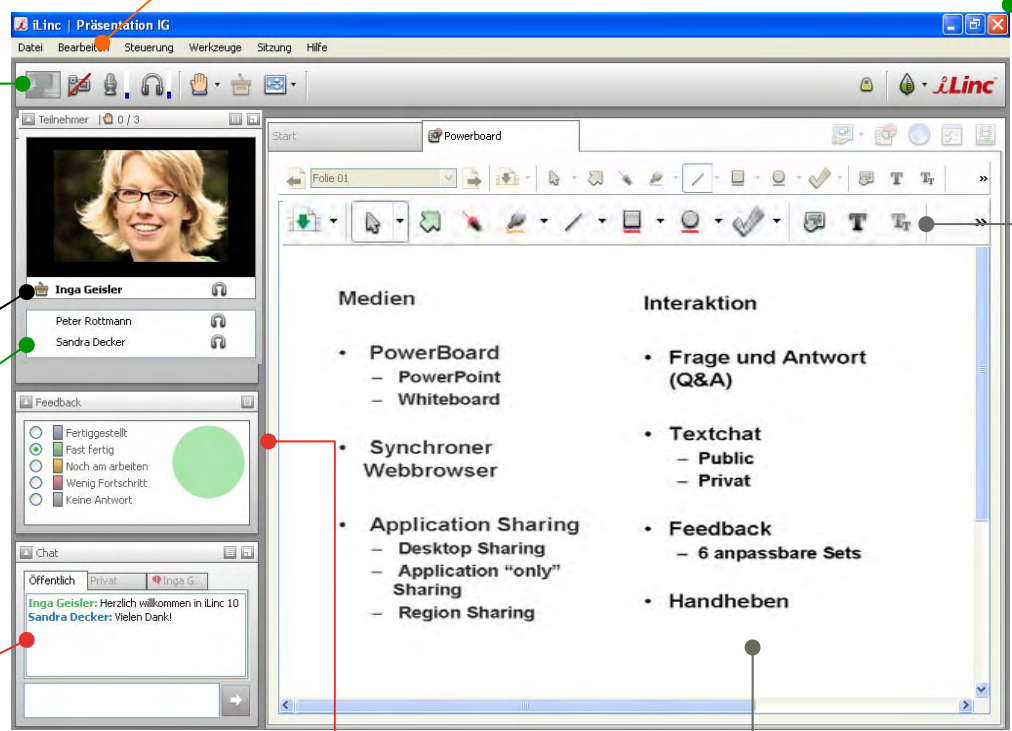 iLinc | Präsentation IG
Datei Bearbeiten Steuerung Werkzeuge Sitzung Hilfe
iLinc
Teilnehmer | 0 / 3
Inga Geisler
Peter Rottmann
Sandra Decker
Feedback
Fertiggestellt
Fast fertig
Noch am arbeiten
Wenig Fortschritt
Keine Antwort
Chat
Öffentlich Privat Inga G...
Inga Geisler: Herzlich willkommen in iLinc 10
Sandra Decker: Vielen Dank!
Start Powerboard
Folie 01
T TT »
T TT »
Medien
• PowerBoard
– PowerPoint
– Whiteboard
• Synchroner
Webbrowser
• Application Sharing
– Desktop Sharing
– Application “only”
Sharing
– Region Sharing
Interaktion
• Frage und Antwort
(Q&A)
• Textchat
– Public
– Privat
• Feedback
– 6 anpassbare Sets
• Handheben